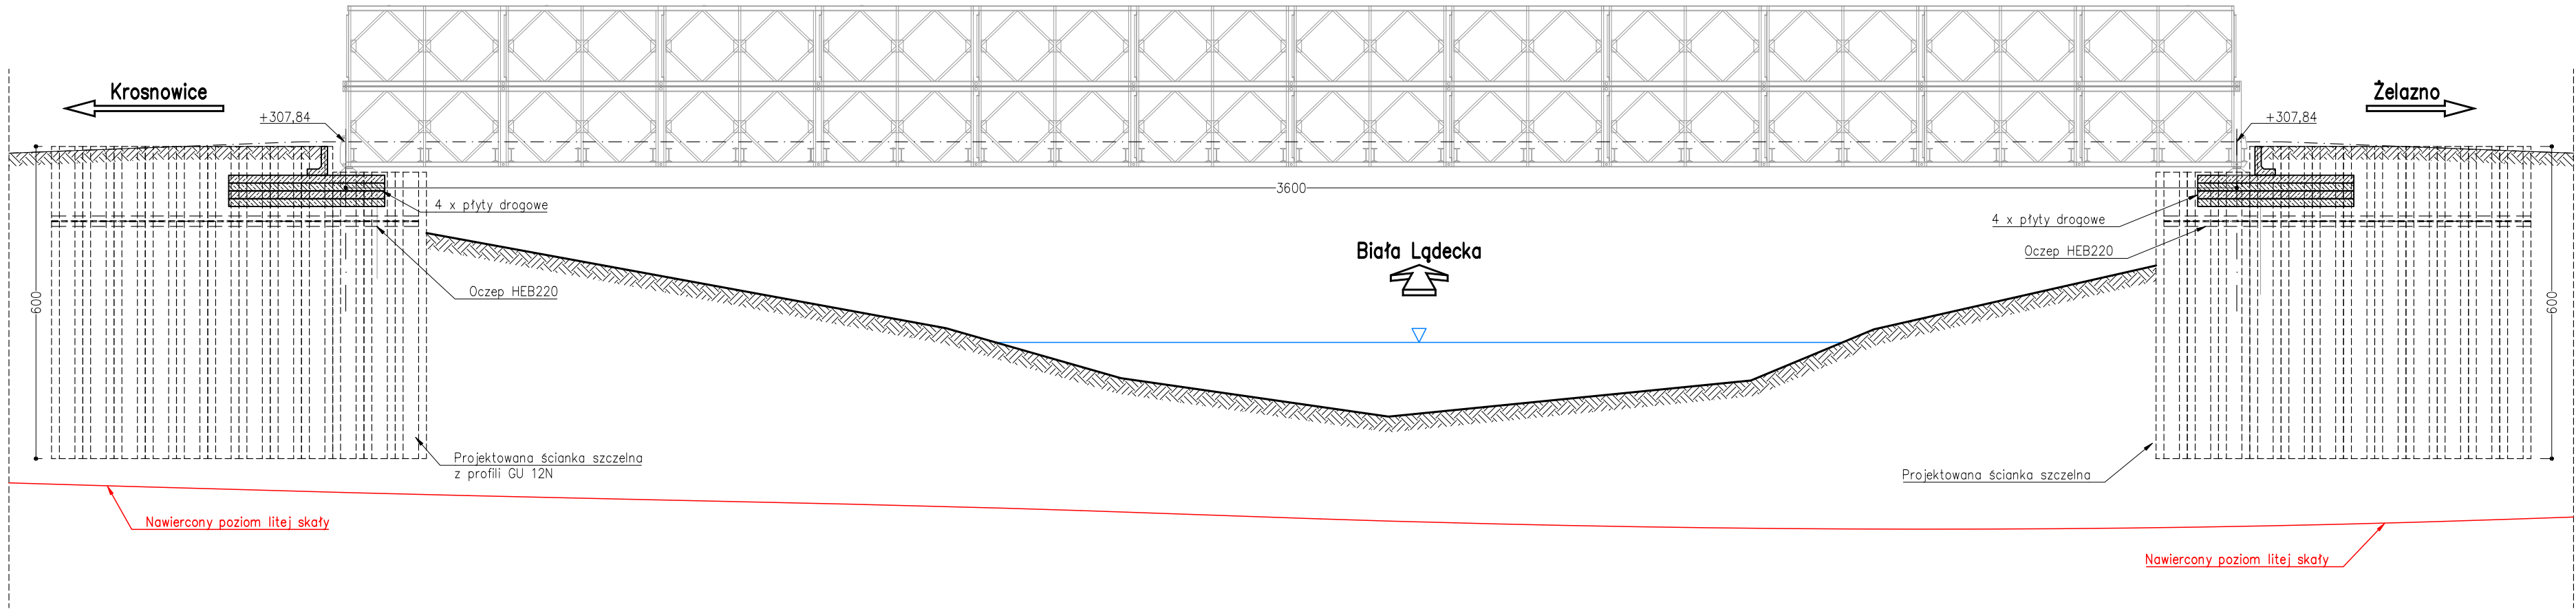 Krosnowice
Żelazno
+307,84
+307,84
3600
4 x płyty drogowe
4 x płyty drogowe
Biała Lądecka
Oczep HEB220
Oczep HEB220
600
600
Projektowana ścianka szczelna
z profili GU 12N
Projektowana ścianka szczelna
Nawiercony poziom litej skały
Nawiercony poziom litej skały